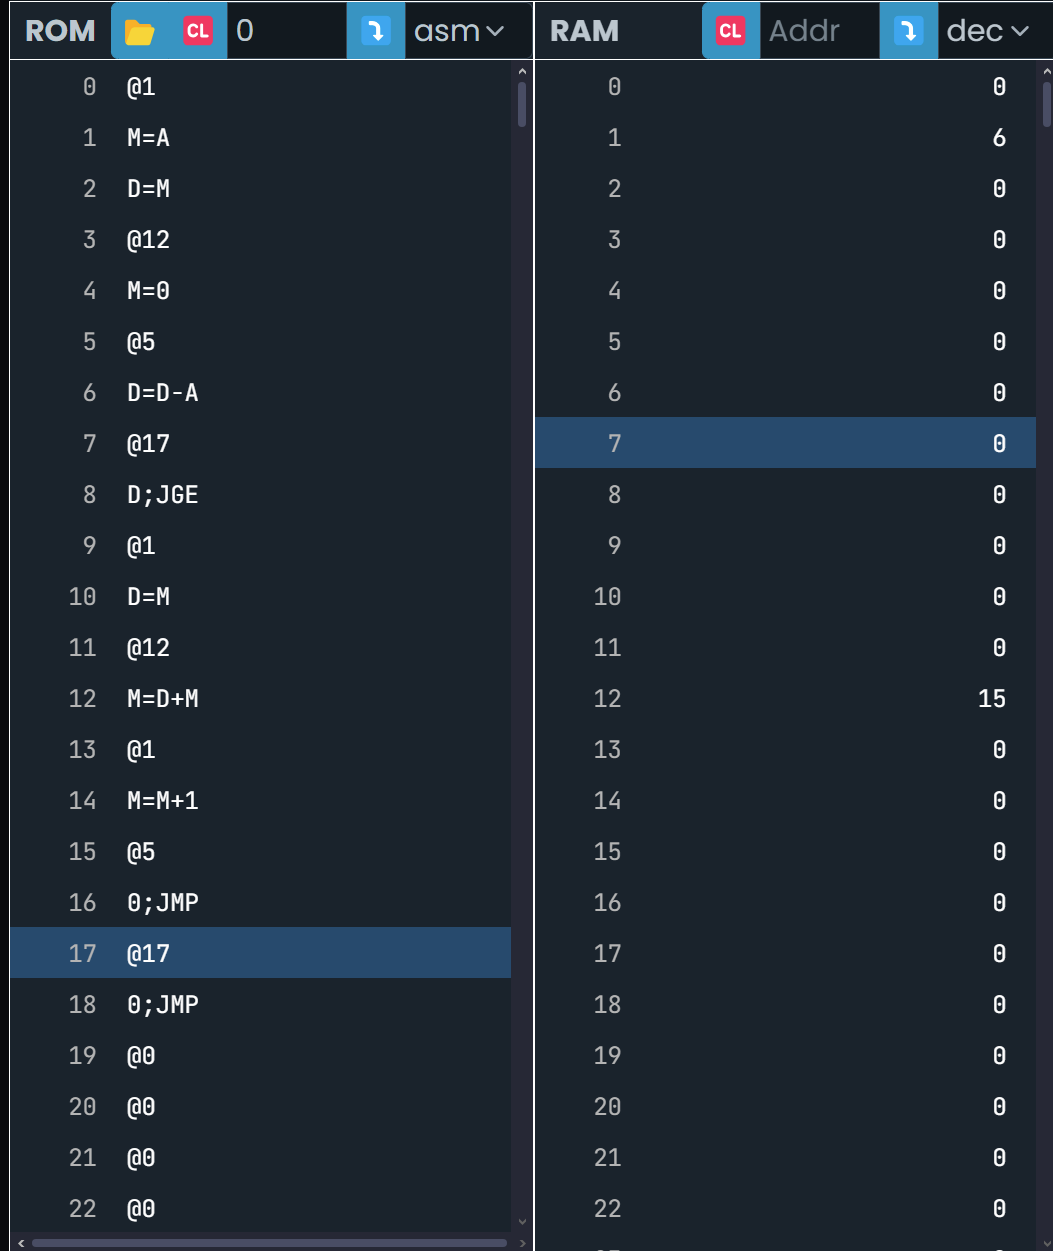 ROM CL 0 asm RAM CL Addr dec
0 @1 0 0
1 M=A 1 6
2 D=M 2 0
3 @12 3 0
4 M=0 4 0
5 @5 5 0
6 D=D-A 6 0
7 @17 7 0
8 D;JGE 8 0
9 @1 9 0
10 D=M 10 0
11 @12 11 0
12 M=D+M 12 15
13 @1 13 0
14 M=M+1 14 0
15 @5 15 0
16 0;JMP 16 0
17 @17 17 0
18 0;JMP 18 0
19 @0 19 0
20 @0 20 0
21 @0 21 0
22 @0 22 0